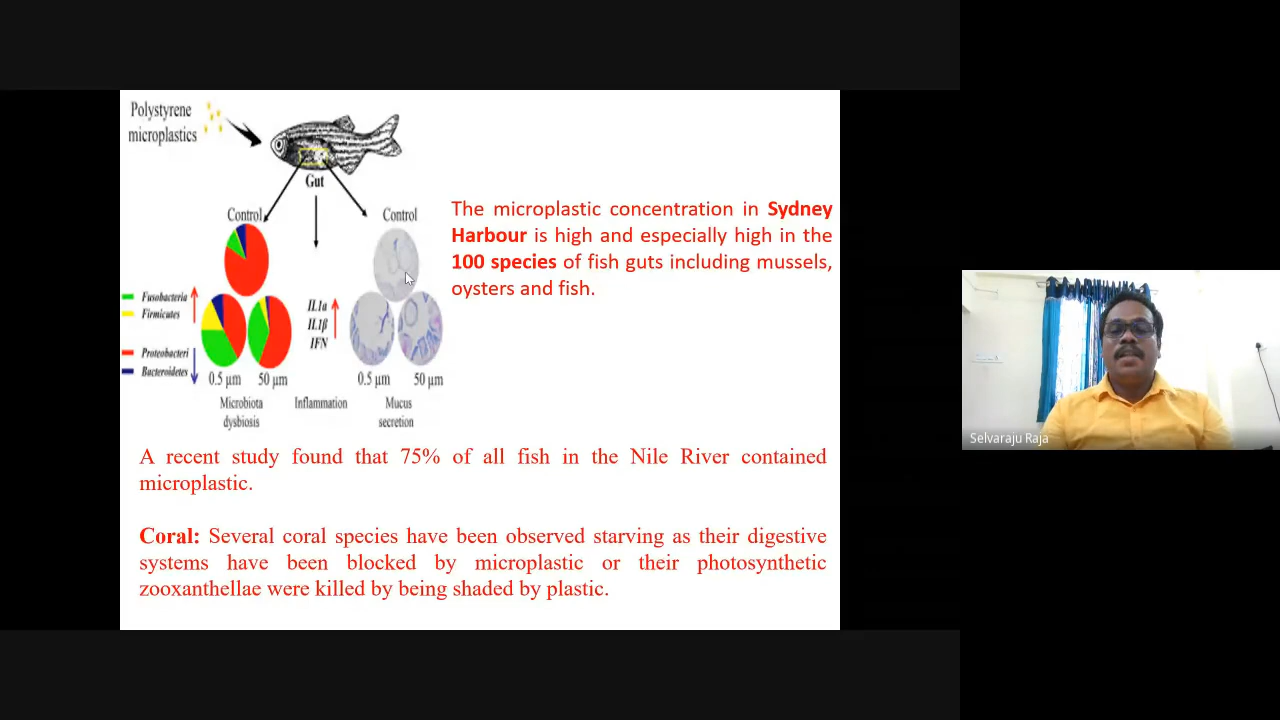 Polystyrene
microplastics
Gut
Control
Control
Fusobacteria
Firmicutes
Proteobacteri
Bacteroidetes
IL1α
IL1β
IFN
0.5 µm 50 µm
0.5 µm 50 µm
Microbiota
dysbiosis
Inflammation
Mucus
secretion
The microplastic concentration in Sydney
Harbour is high and especially high in the
100 species of fish guts including mussels,
oysters and fish.
A recent study found that 75% of all fish in the Nile River contained
microplastic.
Coral: Several coral species have been observed starving as their digestive
systems have been blocked by microplastic or their photosynthetic
zooxanthellae were killed by being shaded by plastic.
Selvaraju Raja